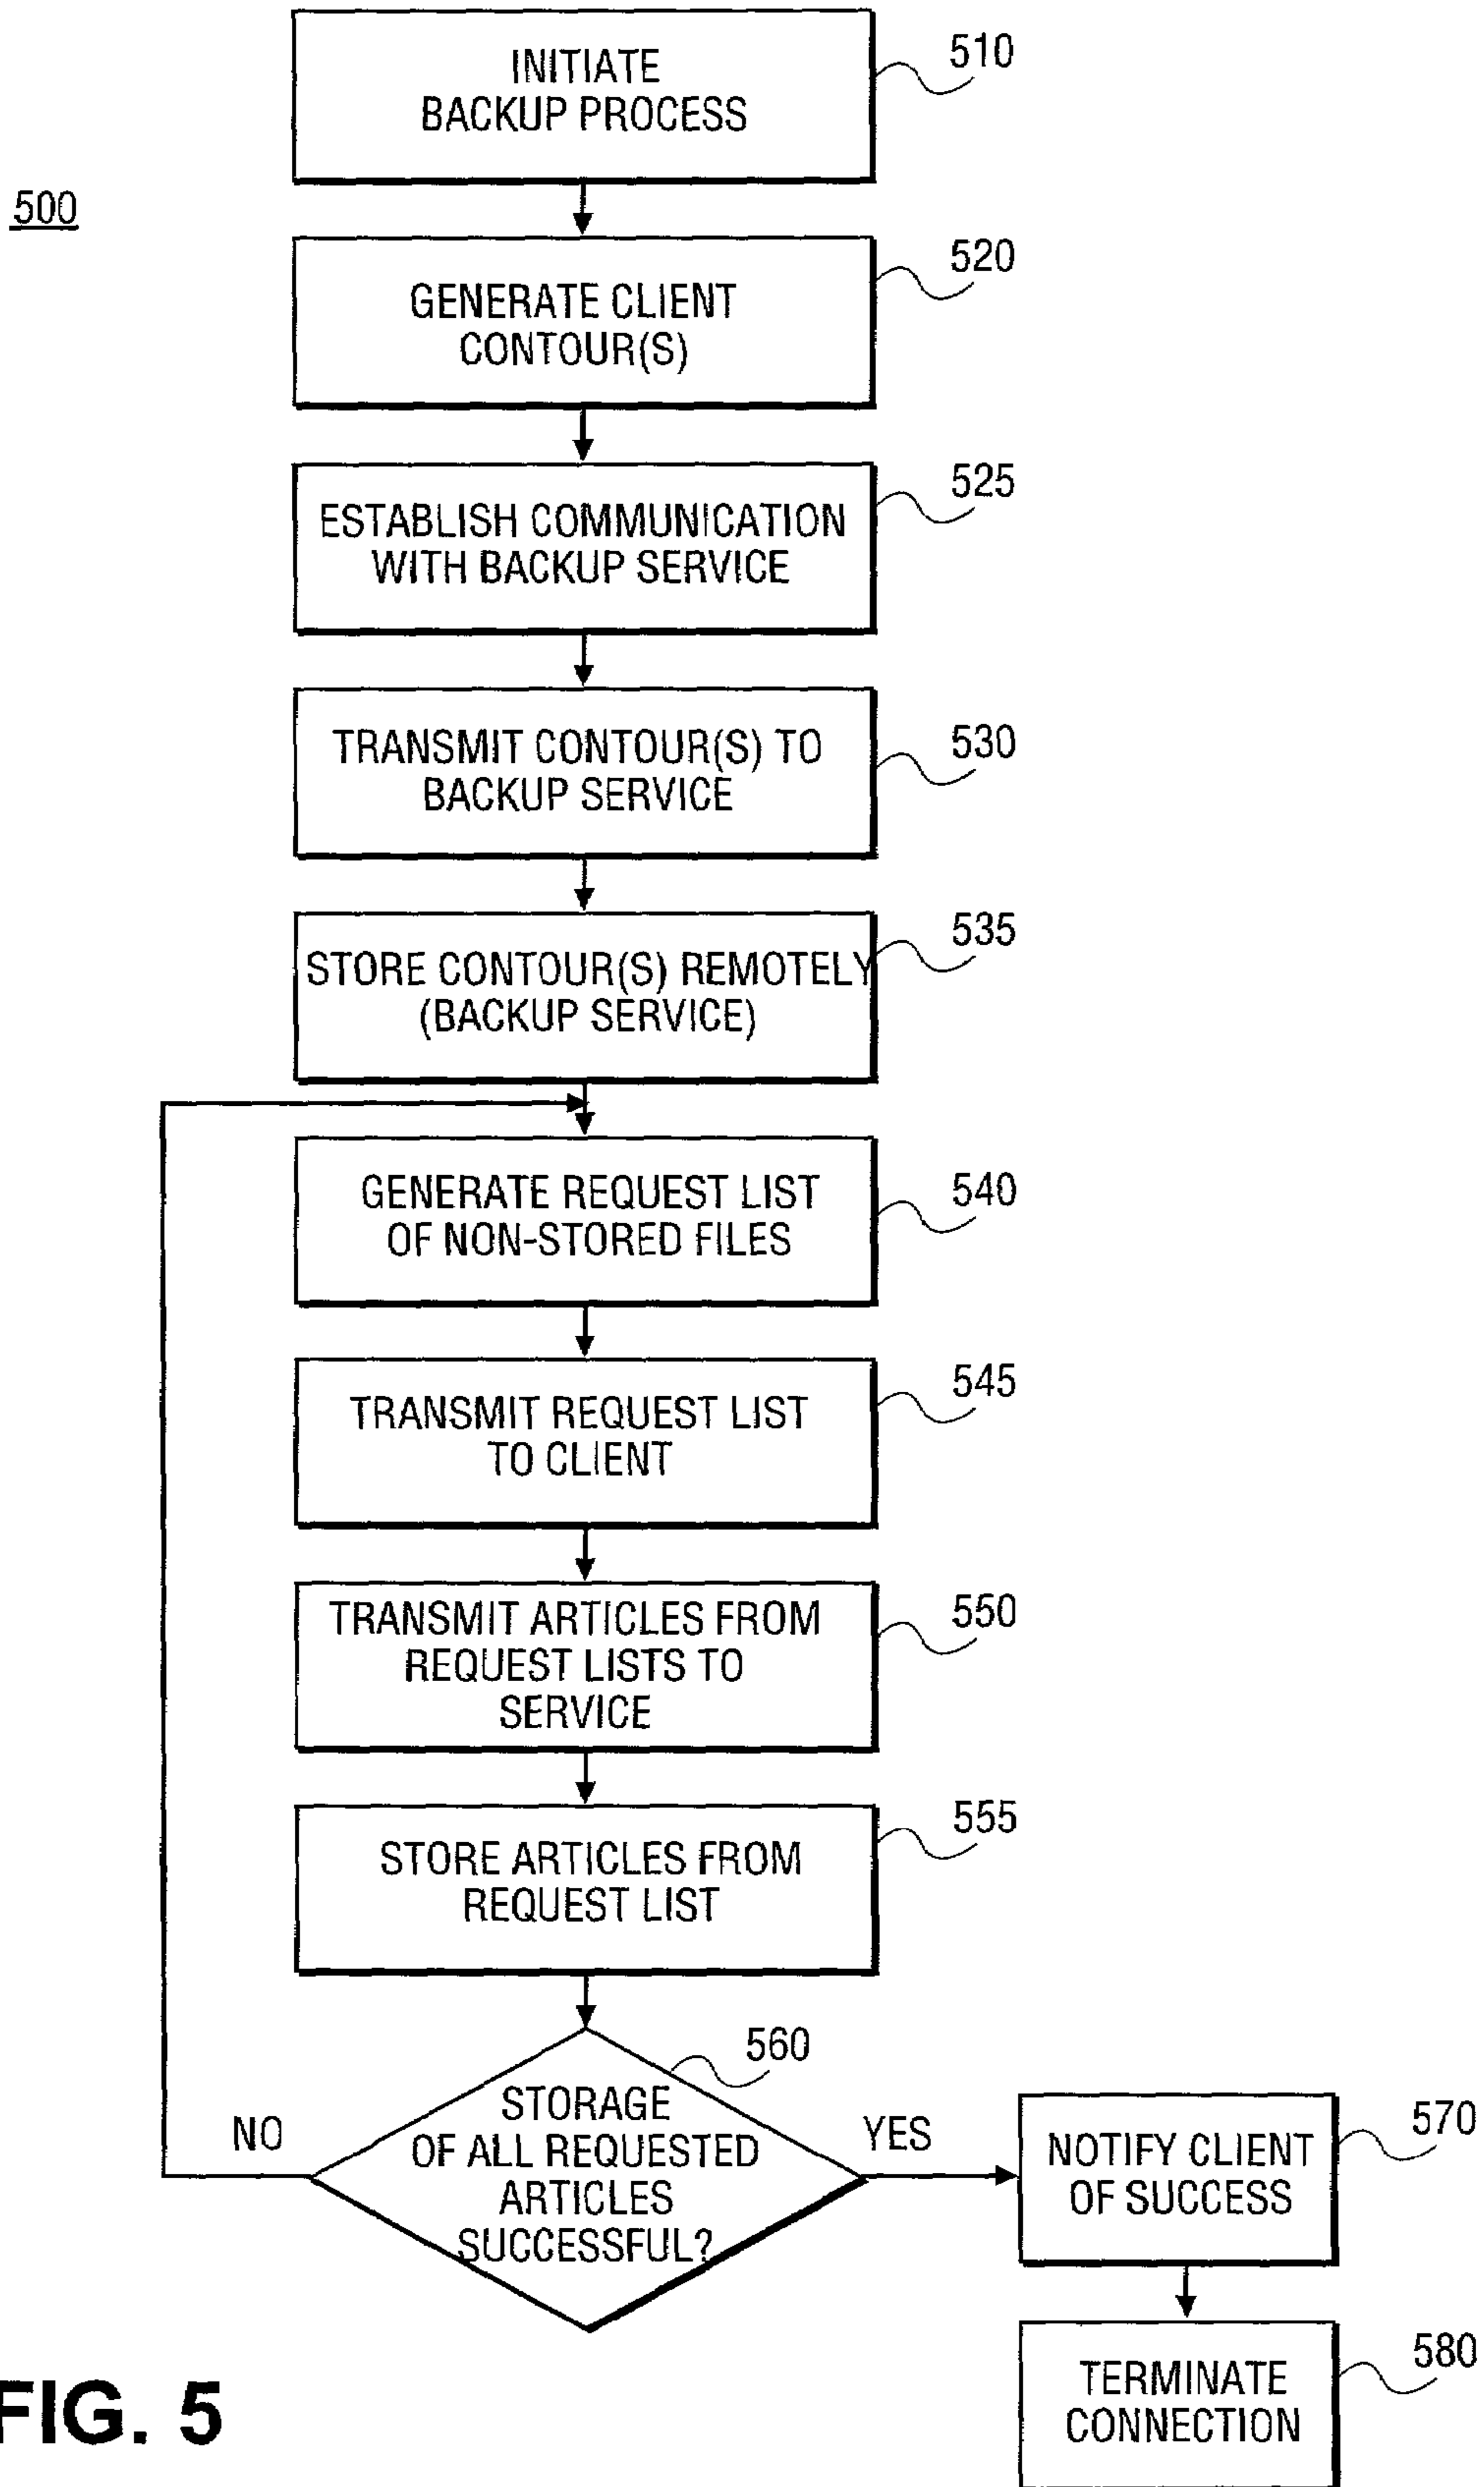 INITIATE
BACKUP PROCESS
510
500
GENERATE CLIENT
CONTOUR(S)
520
ESTABLISH COMMUNICATION
WITH BACKUP SERVICE
525
TRANSMIT CONTOUR(S) TO
BACKUP SERVICE
530
STORE CONTOUR(S) REMOTELY
(BACKUP SERVICE)
535
GENERATE REQUEST LIST
OF NON-STORED FILES
540
TRANSMIT REQUEST LIST
TO CLIENT
545
TRANSMIT ARTICLES FROM
REQUEST LISTS TO
SERVICE
550
STORE ARTICLES FROM
REQUEST LIST
555
STORAGE
OF ALL REQUESTED
ARTICLES
SUCCESSFUL?
560
NO
YES
NOTIFY CLIENT
OF SUCCESS
570
TERMINATE
CONNECTION
580
FIG. 5